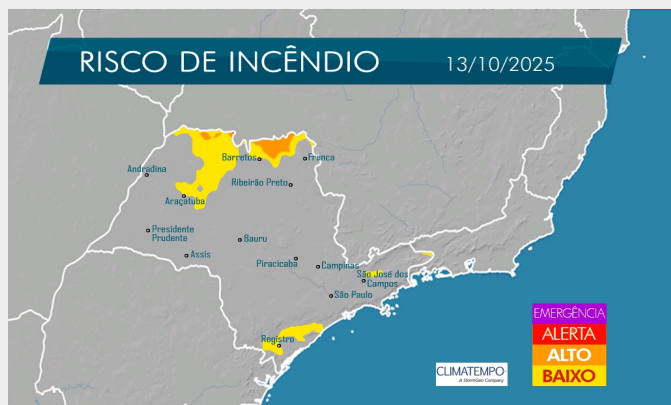 RISCO DE INCÊNDIO 13/10/2025
Barretos
Franca
Andradina
Ribeirão Preto
Araçatuba
Presidente
Prudente
Bauru
Assis
Piracicaba
Campinas
São José dos
Campos
São Paulo
Registro
EMERGÊNCIA
ALERTA
ALTO
BAIXO
CLIMATEMPO
A StormGeo Company